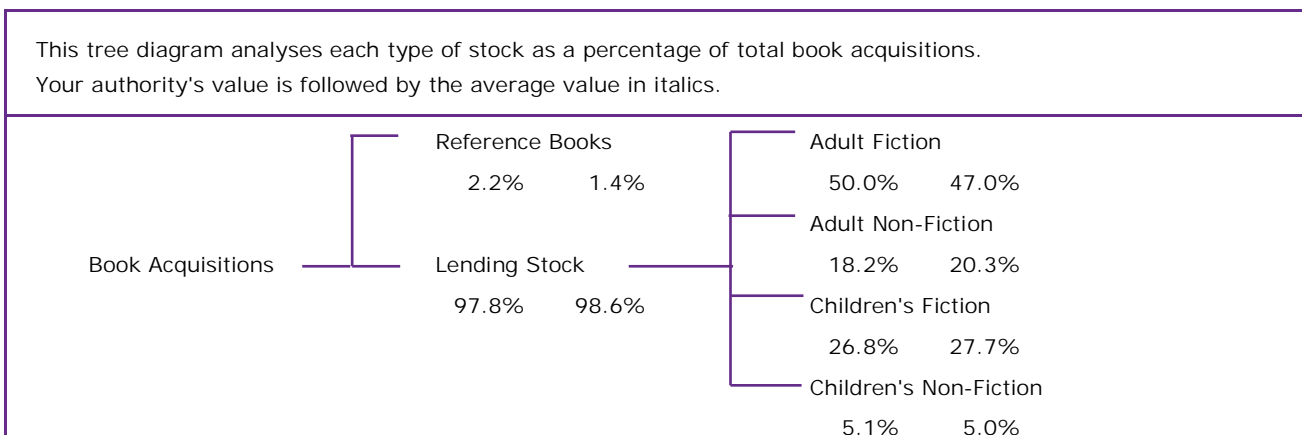 This tree diagram analyses each type of stock as a percentage of total book acquisitions.
Your authority's value is followed by the average value in italics.
Reference Books
2.2% 1.4%
Book Acquisitions
Lending Stock
97.8% 98.6%
Adult Fiction
50.0% 47.0%
Adult Non-Fiction
18.2% 20.3%
Children's Fiction
26.8% 27.7%
Children's Non-Fiction
5.1% 5.0%